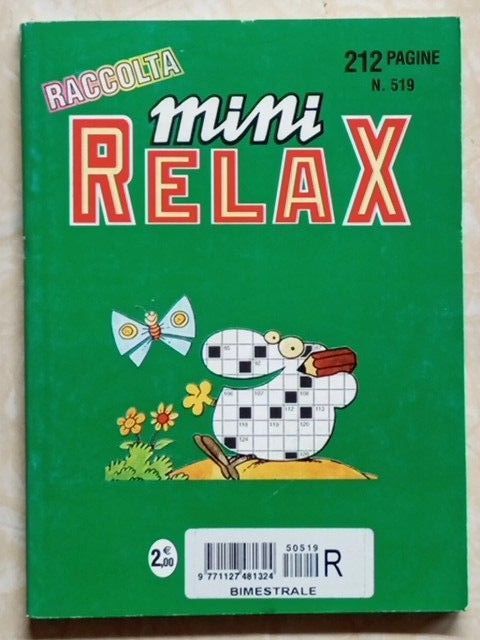 RACCOLTA
212 PAGINE
N. 519
mini
RELAX
€
2,00
50519
9 771127 481324
R
BIMESTRALE